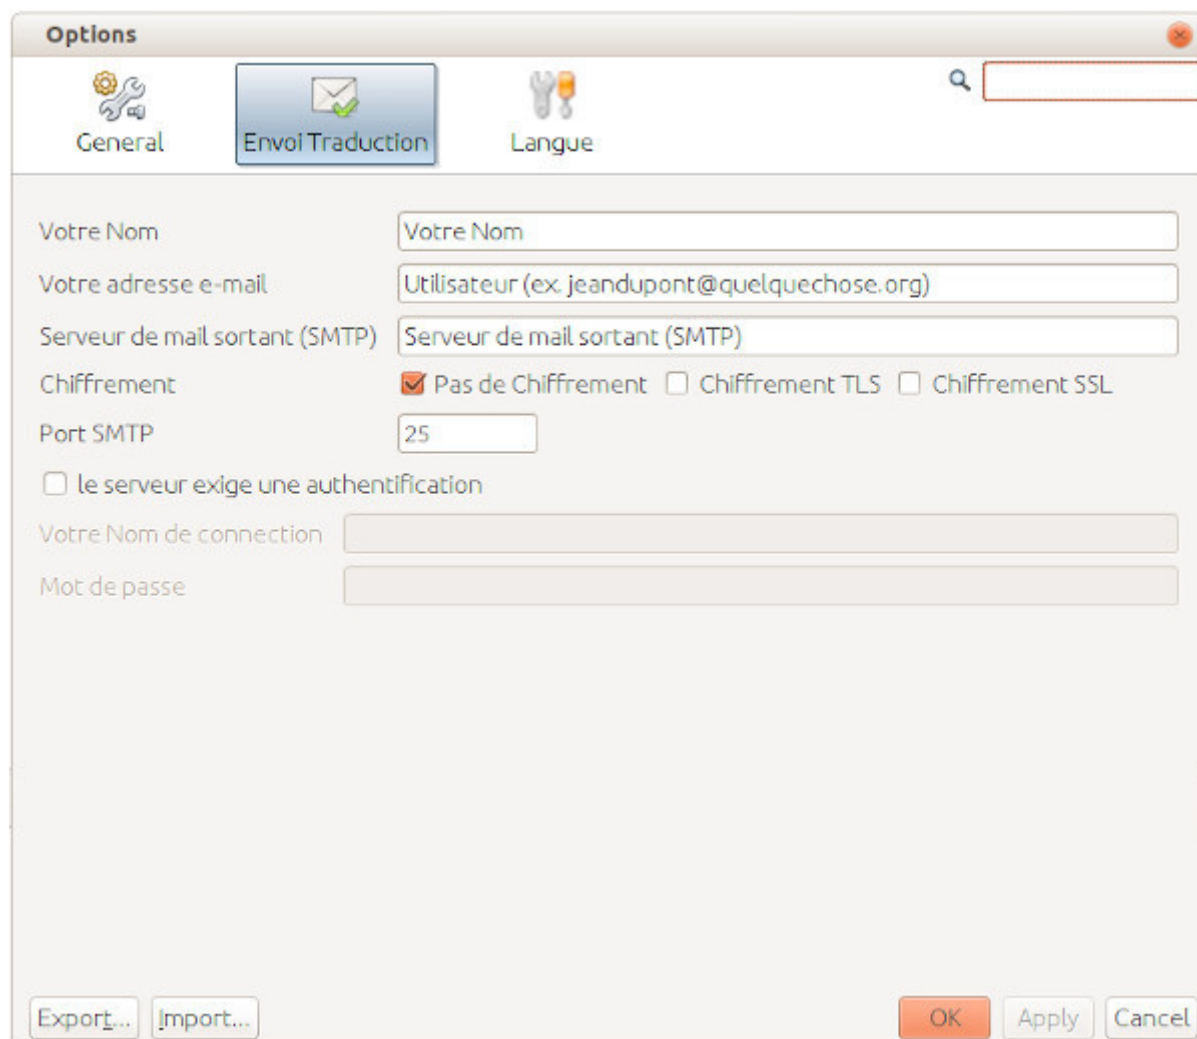 Options
General Envoi Traduction Langue
Votre Nom Votre Nom
Votre adresse e-mail Utilisateur (ex. jeandupont@quelquechose.org)
Serveur de mail sortant (SMTP) Serveur de mail sortant (SMTP)
Chiffrement Pas de Chiffrement Chiffrement TLS Chiffrement SSL
Port SMTP 25
le serveur exige une authentification
Votre Nom de connection
Mot de passe
Export... Import... OK Apply Cancel